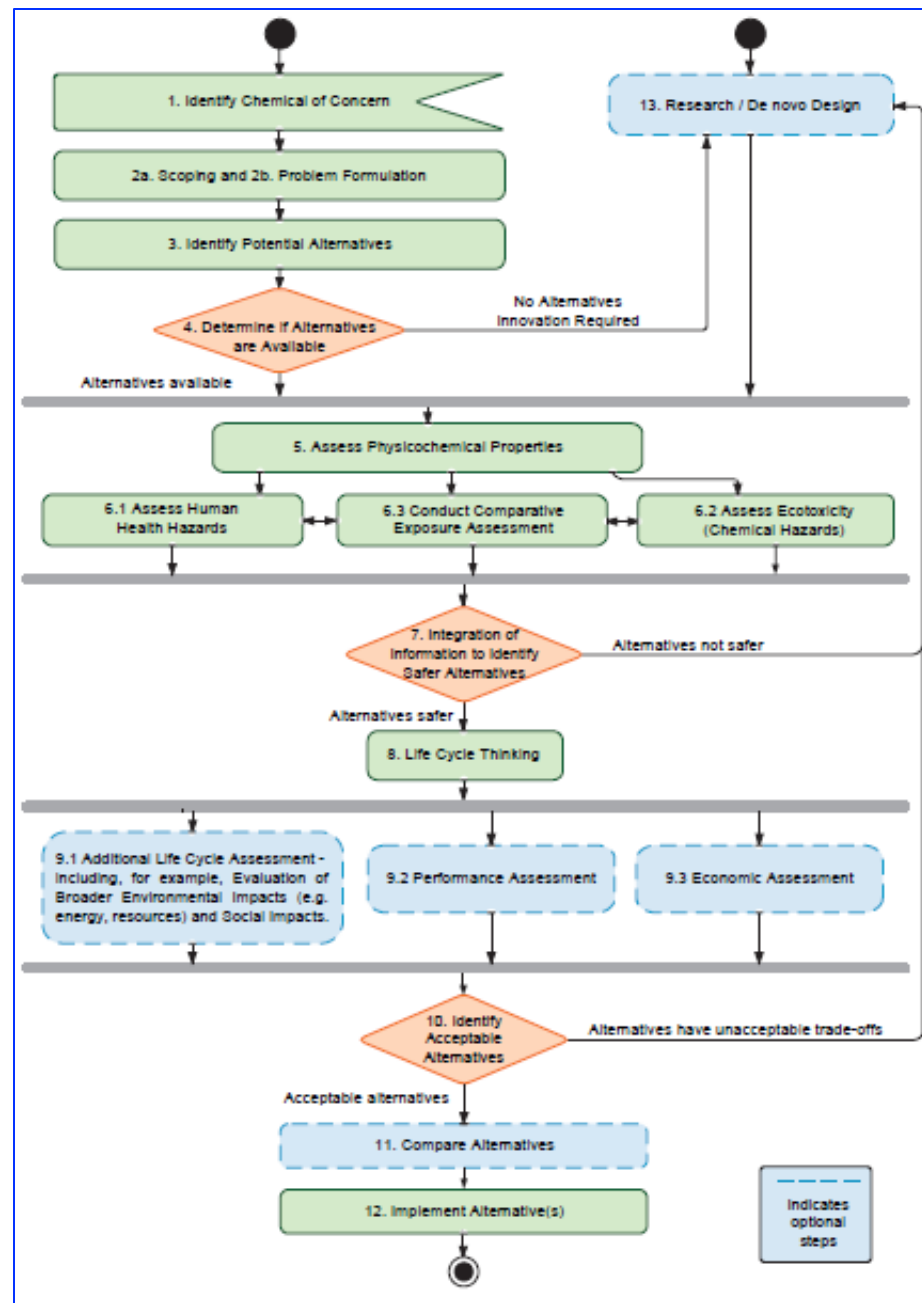 1. Identify Chemical of Concern
13. Research / De novo Design
2a. Scoping and 2b. Problem Formulation
3. Identify Potential Alternatives
No Alternatives
Innovation Required
4. Determine if Alternatives
are Available
Alternatives available
5. Assess Physicochemical Properties
6.1 Assess Human
Health Hazards
6.3 Conduct Comparative
Exposure Assessment
6.2 Assess Ecotoxicity
(Chemical Hazards)
7. Integration of
Information to Identify
Safer Alternatives
Alternatives not safer
Alternatives safer
8. Life Cycle Thinking
9.1 Additional Life Cycle Assessment -
Including, for example, Evaluation of
Broader Environmental Impacts (e.g.
energy, resources) and Social Impacts.
9.2 Performance Assessment
9.3 Economic Assessment
10. Identify
Acceptable
Alternatives
Alternatives have unacceptable trade-offs
Acceptable alternatives
11. Compare Alternatives
12. Implement Alternative(s)
Indicates
optional
steps